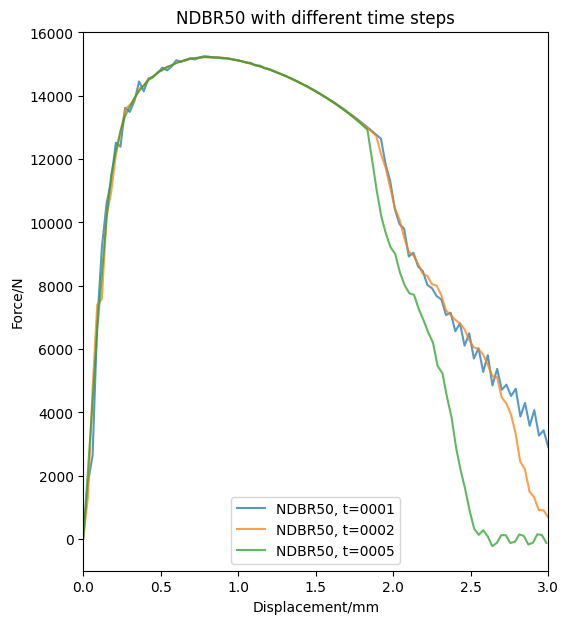 NDBR50 with different time steps
16000
14000
12000
10000
8000
6000
4000
2000
0
Force/N
NDBR50, t=0001
NDBR50, t=0002
NDBR50, t=0005
0.0 0.5 1.0 1.5 2.0 2.5 3.0
Displacement/mm